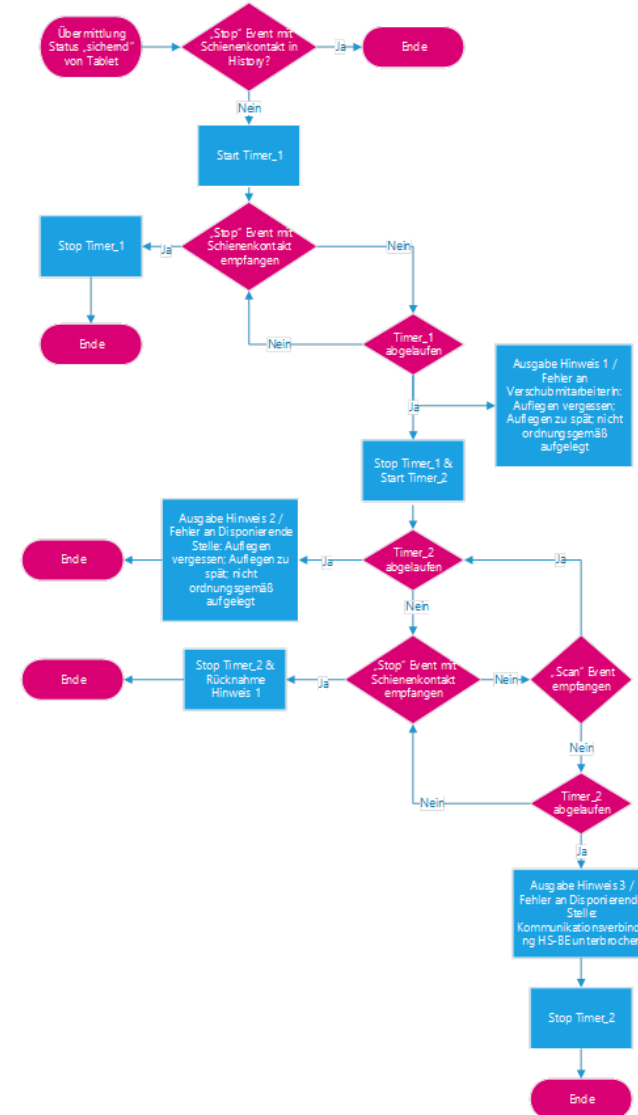 Übermittlung
Status „sichernd“
von Tablet
„Stop“ Event mit
Schienenkontakt in
History?
Ja
Ende
Nein
Start Timer_1
„Stop“ Event mit
Schienenkontakt
empfangen
Ja
Stop Timer_1
Nein
Ende
Nein
Timer_1
abgelaufen
Ausgabe Hinweis 1 /
Fehler an
VerschubmitarbeiterIn:
Auflegen vergessen;
Auflegen zu spät; nicht
ordnungsgemäß
aufgelegt
Ja
Stop Timer_1 &
Start Timer_2
Ausgabe Hinweis 2 /
Fehler an Disponierende
Stelle: Auflegen
vergessen; Auflegen zu
spät; nicht
ordnungsgemäß
aufgelegt
Ende
Ja
Timer_2
abgelaufen
Ja
Nein
Ende
Stop Timer_2 &
Rücknahme
Hinweis 1
Ja
„Stop“ Event mit
Schienenkontakt
empfangen
Nein
„Scan“ Event
empfangen
Nein
Nein
Timer_2
abgelaufen
Ja
Ausgabe Hinweis 3 /
Fehler an Disponierende
Stelle:
Kommunikationsverbindu
ng HS-BE unterbrochen
Stop Timer_2
Ende